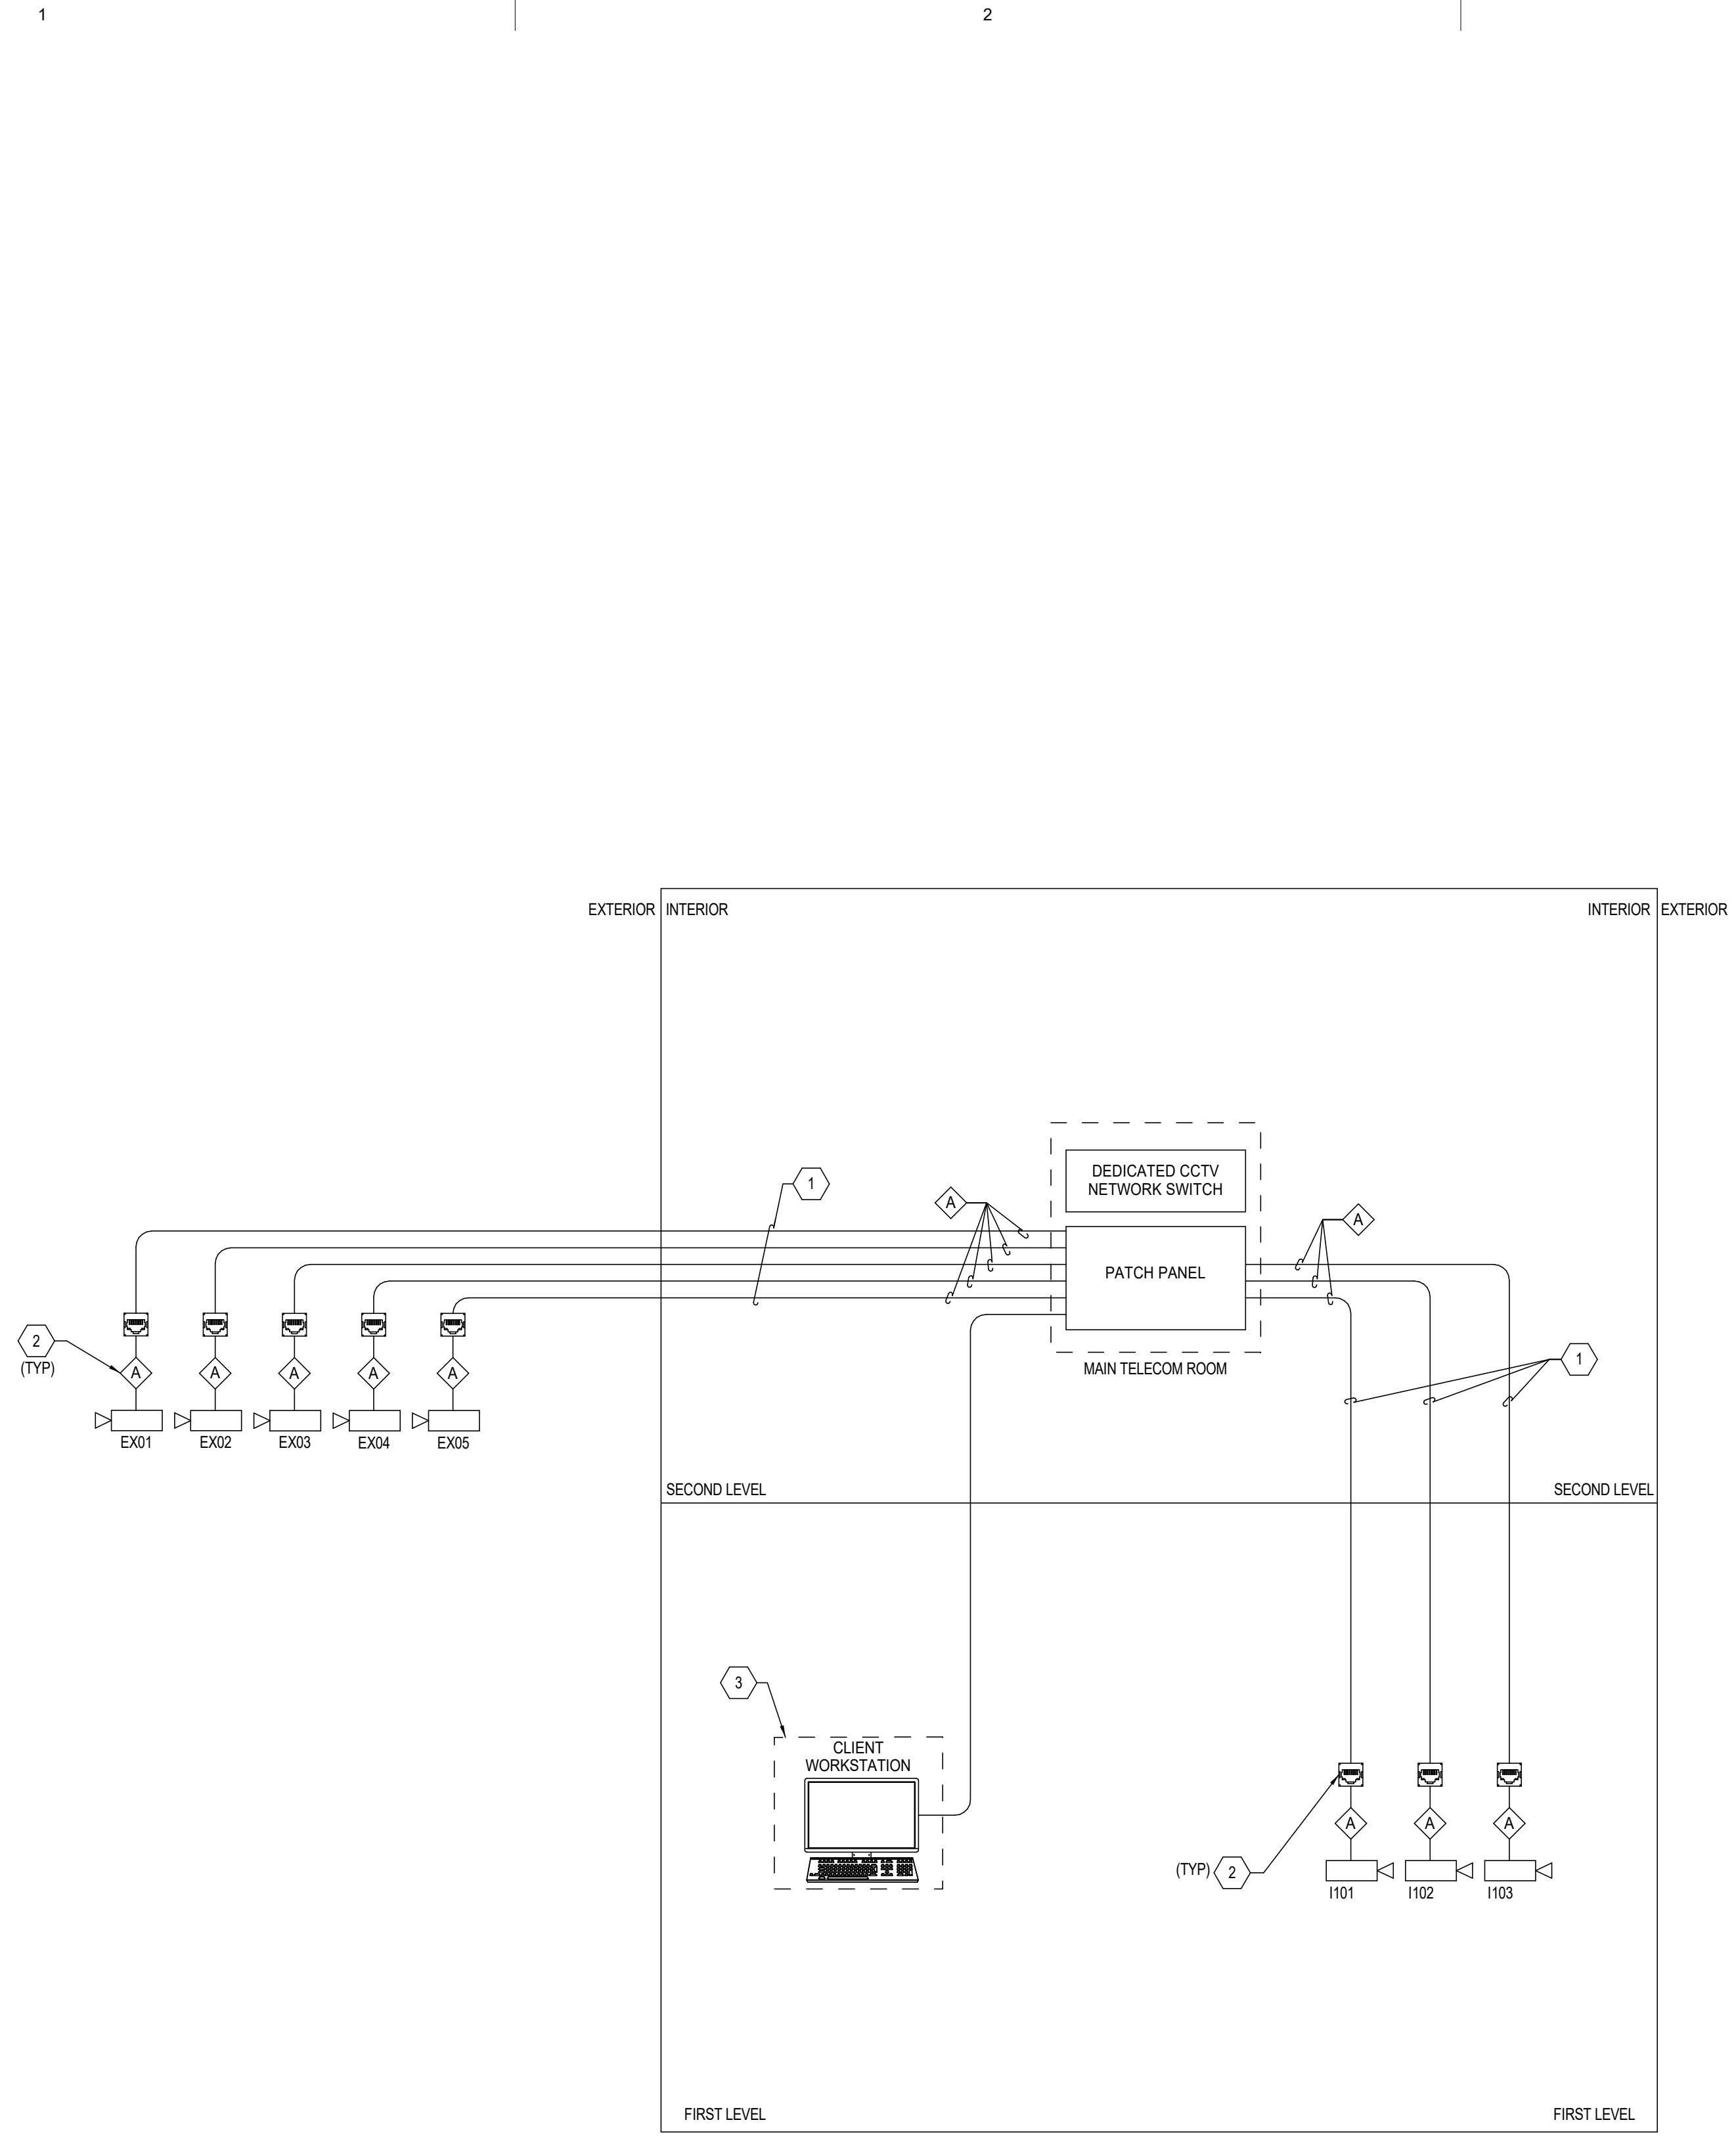 1
2
EXTERIOR
INTERIOR
INTERIOR
EXTERIOR
DEDICATED CCTV
NETWORK SWITCH
1
A
A
PATCH PANEL
2
(TYP)
A
A
A
A
A
MAIN TELECOM ROOM
1
EX01
EX02
EX03
EX04
EX05
SECOND LEVEL
SECOND LEVEL
3
CLIENT
WORKSTATION
A
A
A
(TYP)
2
I101
I102
I103
FIRST LEVEL
FIRST LEVEL